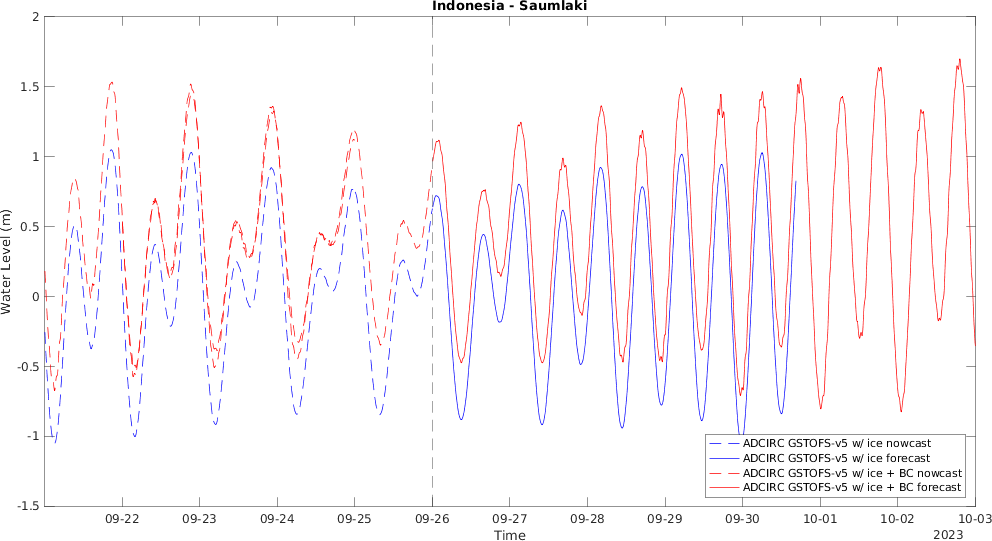 Indonesia - Saumlaki
Water Level (m)
2
1.5
1
0.5
0
-0.5
-1
-1.5
ADCIRC GSTOFS-v5 w/ ice nowcast
ADCIRC GSTOFS-v5 w/ ice forecast
ADCIRC GSTOFS-v5 w/ ice + BC nowcast
ADCIRC GSTOFS-v5 w/ ice + BC forecast
09-22 09-23 09-24 09-25 09-26 09-27 09-28 09-29 09-30 10-01 10-02 10-03
Time
2023